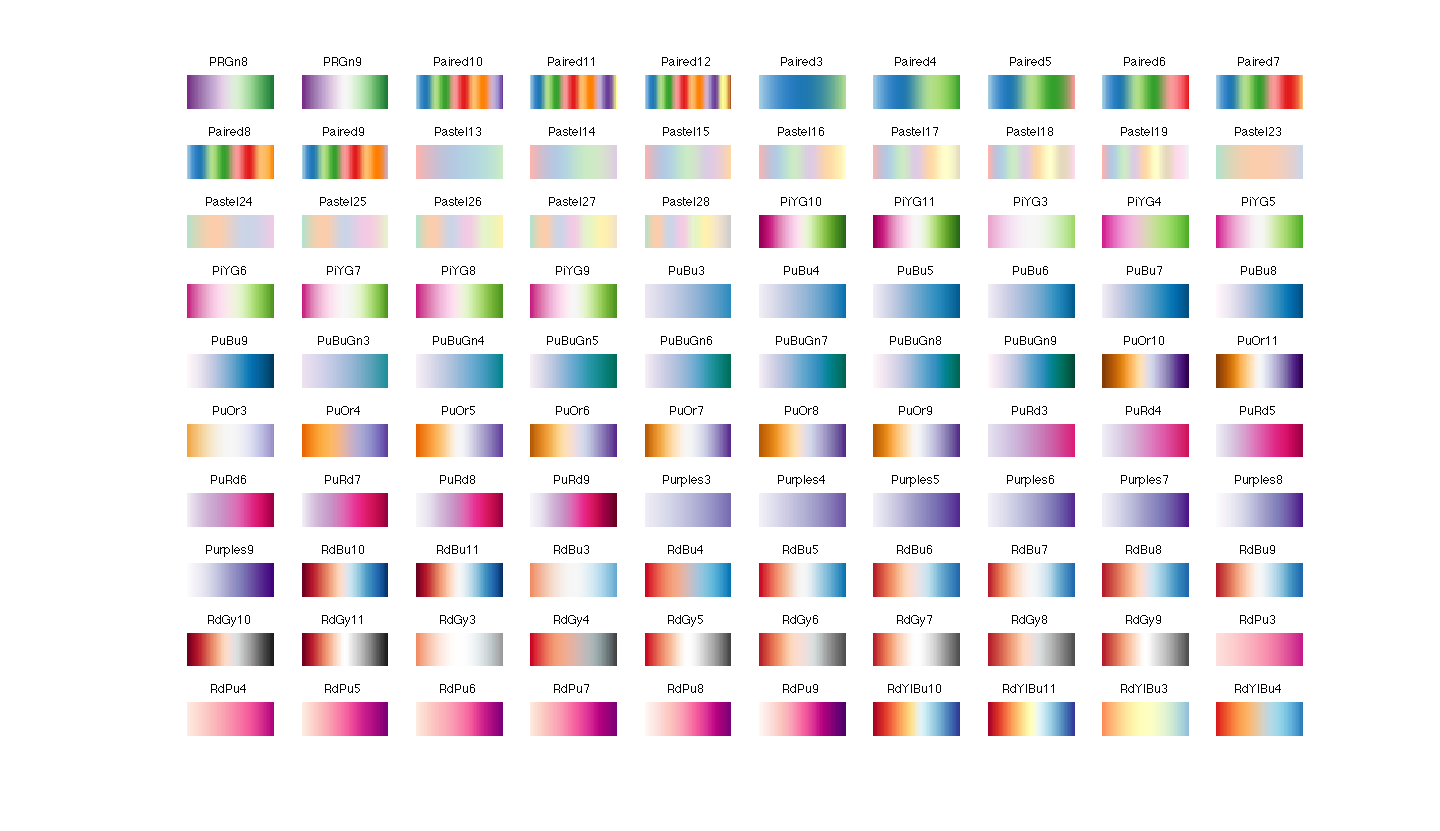 PRGn8 PRGn9 Paired10 Paired11 Paired12 Paired3 Paired4 Paired5 Paired6 Paired7
Paired8 Paired9 Pastel13 Pastel14 Pastel15 Pastel16 Pastel17 Pastel18 Pastel19 Pastel23
Pastel24 Pastel25 Pastel26 Pastel27 Pastel28 PiYG10 PiYG11 PiYG3 PiYG4 PiYG5
PiYG6 PiYG7 PiYG8 PiYG9 PuBu3 PuBu4 PuBu5 PuBu6 PuBu7 PuBu8
PuBu9 PuBuGn3 PuBuGn4 PuBuGn5 PuBuGn6 PuBuGn7 PuBuGn8 PuBuGn9 PuOr10 PuOr11
PuOr3 PuOr4 PuOr5 PuOr6 PuOr7 PuOr8 PuOr9 PuRd3 PuRd4 PuRd5
PuRd6 PuRd7 PuRd8 PuRd9 Purples3 Purples4 Purples5 Purples6 Purples7 Purples8
Purples9 RdBu10 RdBu11 RdBu3 RdBu4 RdBu5 RdBu6 RdBu7 RdBu8 RdBu9
RdGy10 RdGy11 RdGy3 RdGy4 RdGy5 RdGy6 RdGy7 RdGy8 RdGy9 RdPu3
RdPu4 RdPu5 RdPu6 RdPu7 RdPu8 RdPu9 RdYlBu10 RdYlBu11 RdYlBu3 RdYlBu4